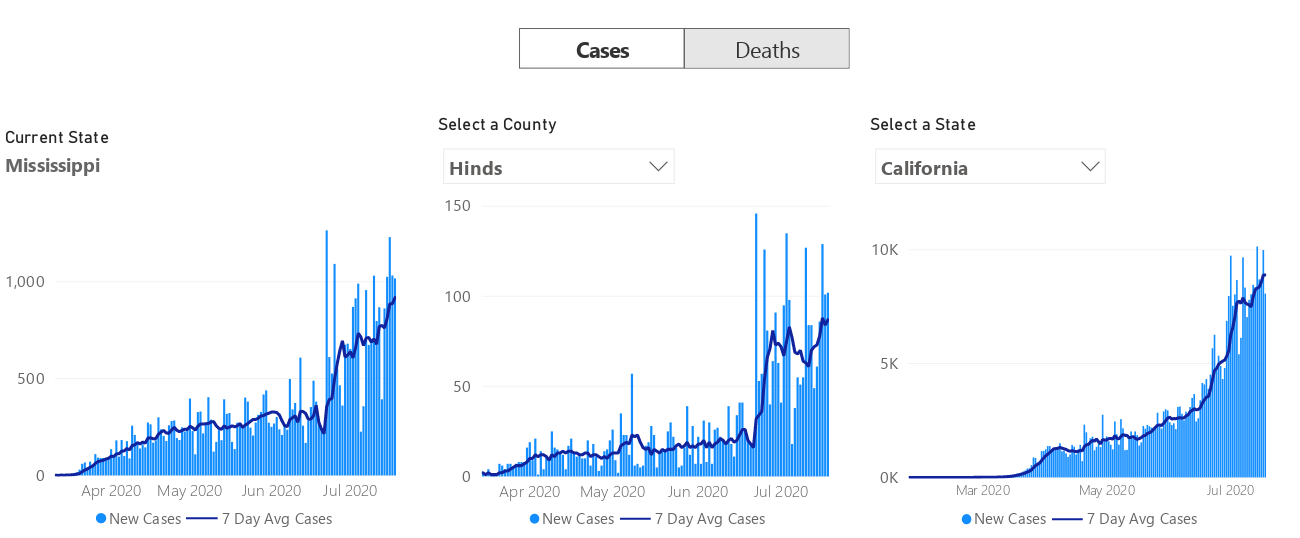 Cases Deaths
Current State
Mississippi
1,000
500
0
Apr 2020 May 2020 Jun 2020 Jul 2020
New Cases 7 Day Avg Cases
Select a County
Hinds
150
100
50
0
Apr 2020 May 2020 Jun 2020 Jul 2020
New Cases 7 Day Avg Cases
Select a State
California
10K
5K
0K
Mar 2020 May 2020 Jul 2020
New Cases 7 Day Avg Cases